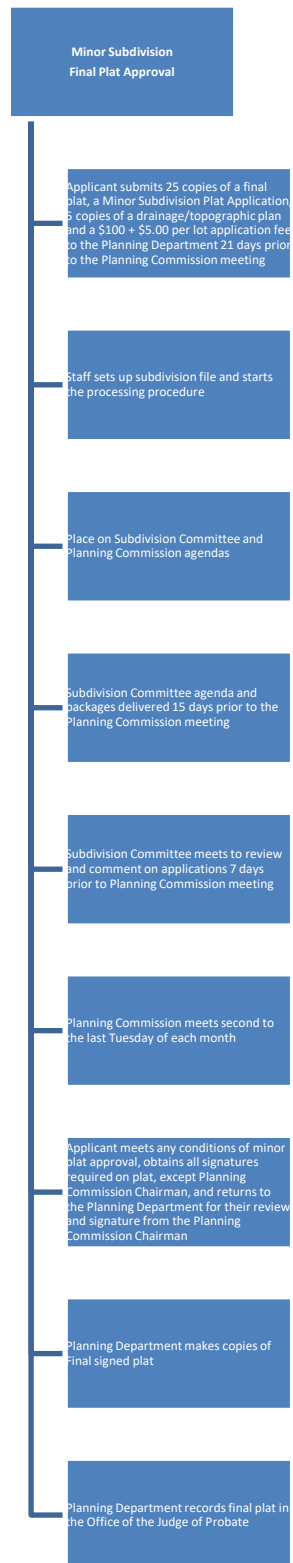 Minor Subdivision
Final Plat Approval
Applicant submits 25 copies of a final
plat, a Minor Subdivision Plat Application,
5 copies of a drainage/topographic plan
and a $100 + $5.00 per lot application fee
to the Planning Department 21 days prior
to the Planning Commission meeting
Staff sets up subdivision file and starts
the processing procedure
Place on Subdivision Committee and
Planning Commission agendas
Subdivision Committee agenda and
packages delivered 15 days prior to the
Planning Commission meeting
Subdivision Committee meets to review
and comment on applications 7 days
prior to Planning Commission meeting
Planning Commission meets second to
the last Tuesday of each month
Applicant meets any conditions of minor
plat approval, obtains all signatures
required on plat, except Planning
Commission Chairman, and returns to
the Planning Department for their review
and signature from the Planning
Commission Chairman
Planning Department makes copies of
Final signed plat
Planning Department records final plat in
the Office of the Judge of Probate